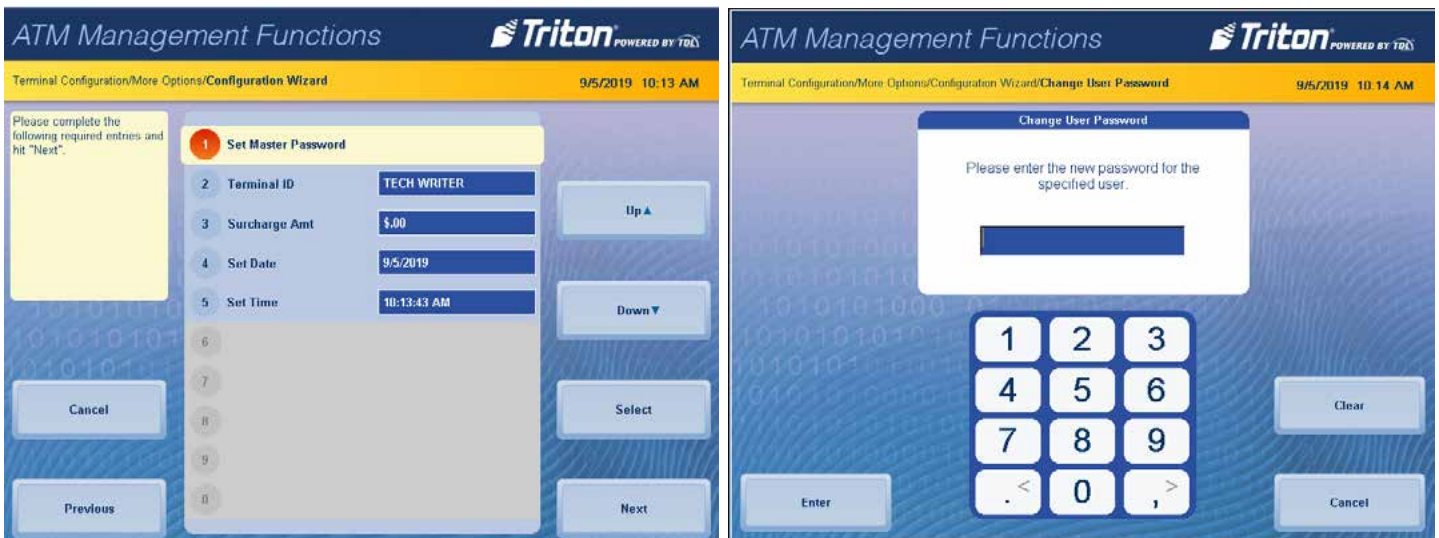 ATM Management Functions
Triton POWERED BY TDL
Terminal Configuration/More Options/Configuration Wizard
9/5/2019 10:13 AM
Please complete the
following required entries and
hit "Next".
1 Set Master Password
2 Terminal ID TECH WRITER
3 Surcharge Amt $.00
4 Set Date 9/5/2019
5 Set Time 10:13:43 AM
6
7
8
9
0
Up▲
Down▼
Cancel
Select
Previous
Next
ATM Management Functions
Triton POWERED BY TDL
Terminal Configuration/More Options/Configuration Wizard/Change User Password
9/5/2019 10:14 AM
Change User Password
Please enter the new password for the
specified user.
1 2 3
4 5 6
7 8 9
. < 0 , >
Clear
Enter
Cancel